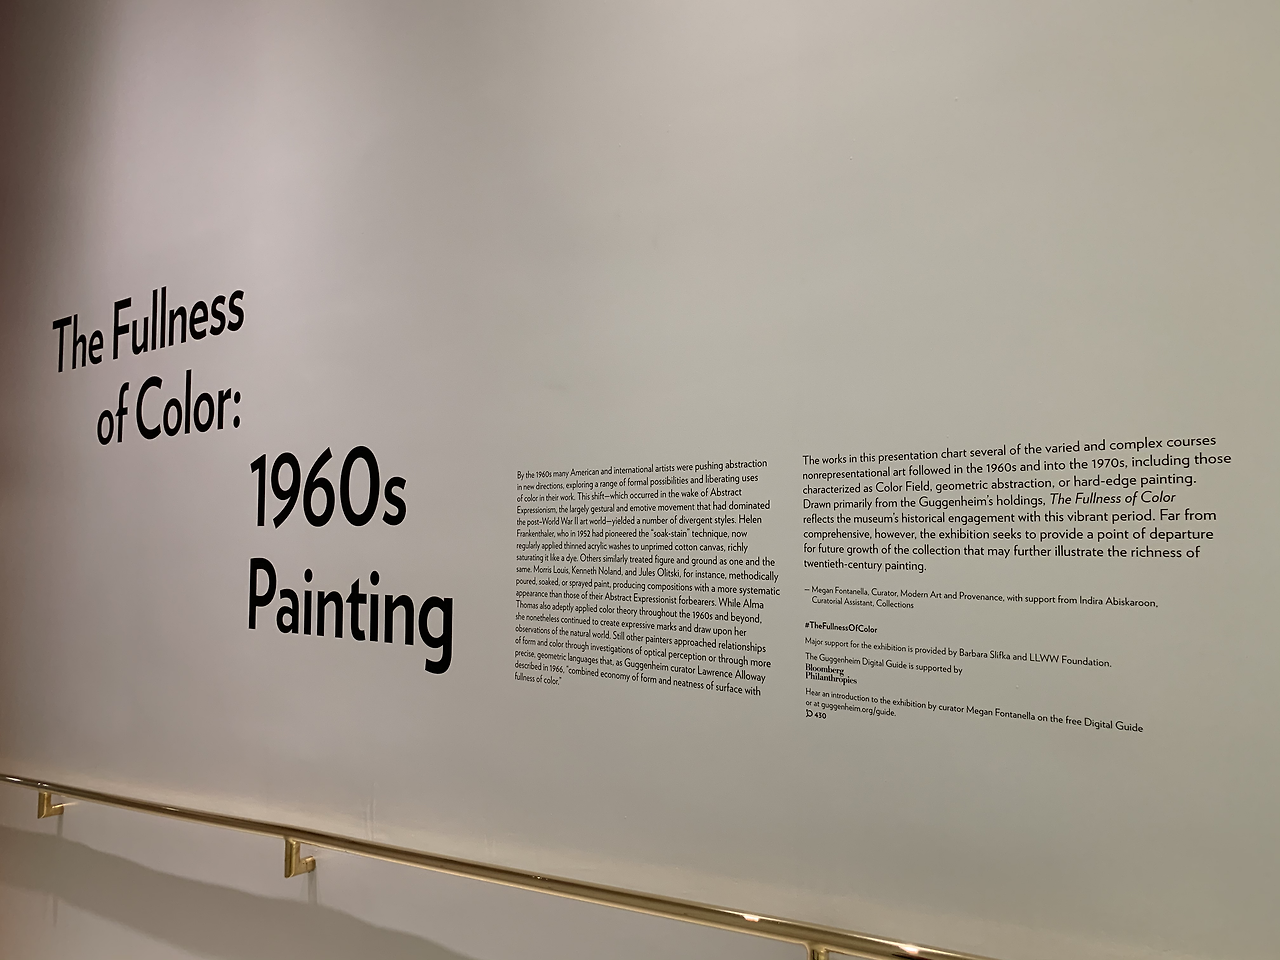 The Fullness
of Color:
1960s
Painting
By the 1960s many American and international artists were pushing abstraction
in new directions, exploring a range of formal possibilities and liberating uses
of color in their work. This shift—which occurred in the wake of Abstract
Expressionism, the largely gestural and emotive movement that had dominated
the post–World War II art world—yielded a number of divergent styles. Helen
Frankenthaler, who in 1952 had pioneered the “soak-stain” technique, now
regularly applied thinned acrylic washes to unprimed cotton canvas, richly
saturating it like a dye. Others similarly treated figure and ground as one and the
same. Morris Louis, Kenneth Noland, and Jules Olitski, for instance, methodically
poured, soaked, or sprayed paint, producing compositions with a more systematic
appearance than those of their Abstract Expressionist forbearers. While Alma
Thomas also adeptly applied color theory throughout the 1960s and beyond,
she nonetheless continued to create expressive marks and draw upon her
observations of the natural world. Still other painters approached relationships
of form and color through investigations of optical perception or through more
precise, geometric languages that, as Guggenheim curator Lawrence Alloway
described in 1966, “combined economy of form and neatness of surface with
fullness of color.”
The works in this presentation chart several of the varied and complex courses
nonrepresentational art followed in the 1960s and into the 1970s, including those
characterized as Color Field, geometric abstraction, or hard-edge painting.
Drawn primarily from the Guggenheim’s holdings, The Fullness of Color
reflects the museum’s historical engagement with this vibrant period. Far from
comprehensive, however, the exhibition seeks to provide a point of departure
for future growth of the collection that may further illustrate the richness of
twentieth-century painting.
— Megan Fontanella, Curator, Modern Art and Provenance, with support from Indira Abiskaroon,
Curatorial Assistant, Collections
#TheFullnessOfColor
Major support for the exhibition is provided by Barbara Slifka and LLWW Foundation.
The Guggenheim Digital Guide is supported by
Bloomberg
Philanthropies
Hear an introduction to the exhibition by curator Megan Fontanella on the free Digital Guide
or at guggenheim.org/guide.
430